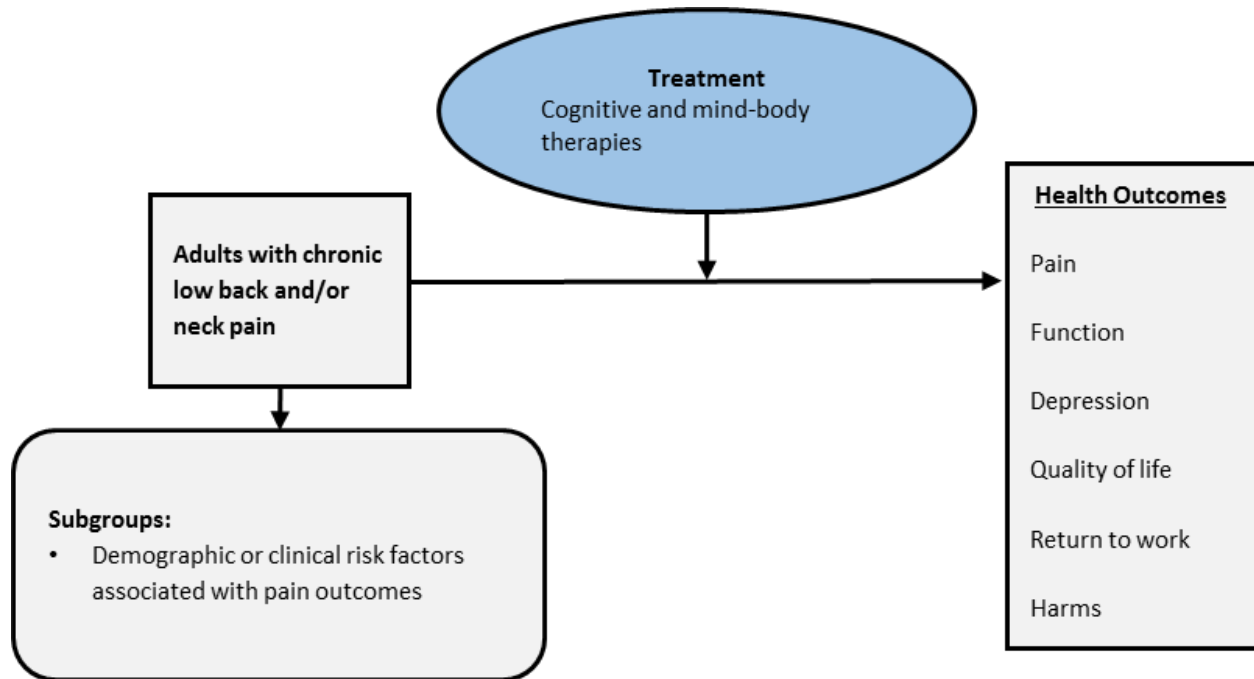 Treatment
Cognitive and mind-body
therapies
Adults with chronic
low back and/or
neck pain
Health Outcomes
Pain
Function
Depression
Quality of life
Return to work
Harms
Subgroups:
• Demographic or clinical risk factors
associated with pain outcomes